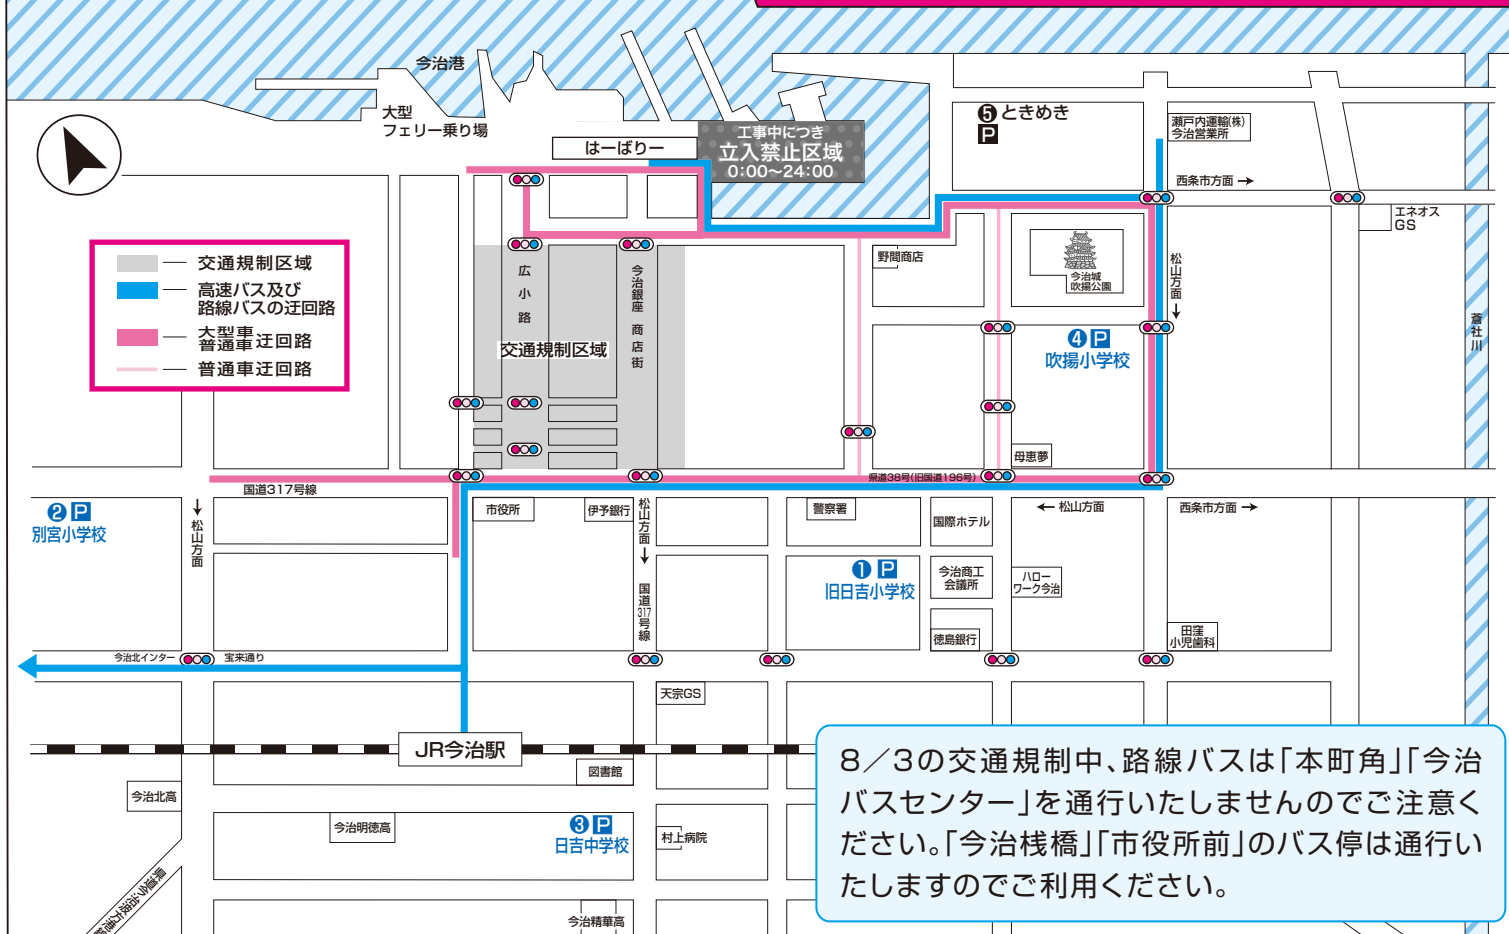 今治港
大型
フェリー乗り場
はーばりー
工事中につき
立入禁止区域
0:00~24:00
❺ときめき
P
瀬戸内運輸(株)
今治営業所
西条市方面→
エネオス
GS
交通規制区域
高速バス及び
路線バスの迂回路
大型車
普通車迂回路
普通車迂回路
広小路
今治銀座 商店街
交通規制区域
野間商店
今治城
吹揚公園
松山方面→
❹P
吹揚小学校
蒼社川
母恵夢
国道317号線
県道38号(旧国道196号)
❷P
別宮小学校
→松山方面
市役所
伊予銀行
松山方面→ 国道317号線
警察署
国際ホテル
←松山方面
西条市方面→
❶P
旧日吉小学校
今治商工
会議所
ハロー
ワーク今治
徳島銀行
田窪
小児歯科
今治北インター
宝来通り
天宗GS
JR今治駅
図書館
今治北高
今治明徳高
❸P
日吉中学校
村上病院
今治精華高
8/3の交通規制中、路線バスは「本町角」「今治
バスセンター」を通行いたしませんのでご注意く
ださい。「今治桟橋」「市役所前」のバス停は通行い
たしますのでご利用ください。